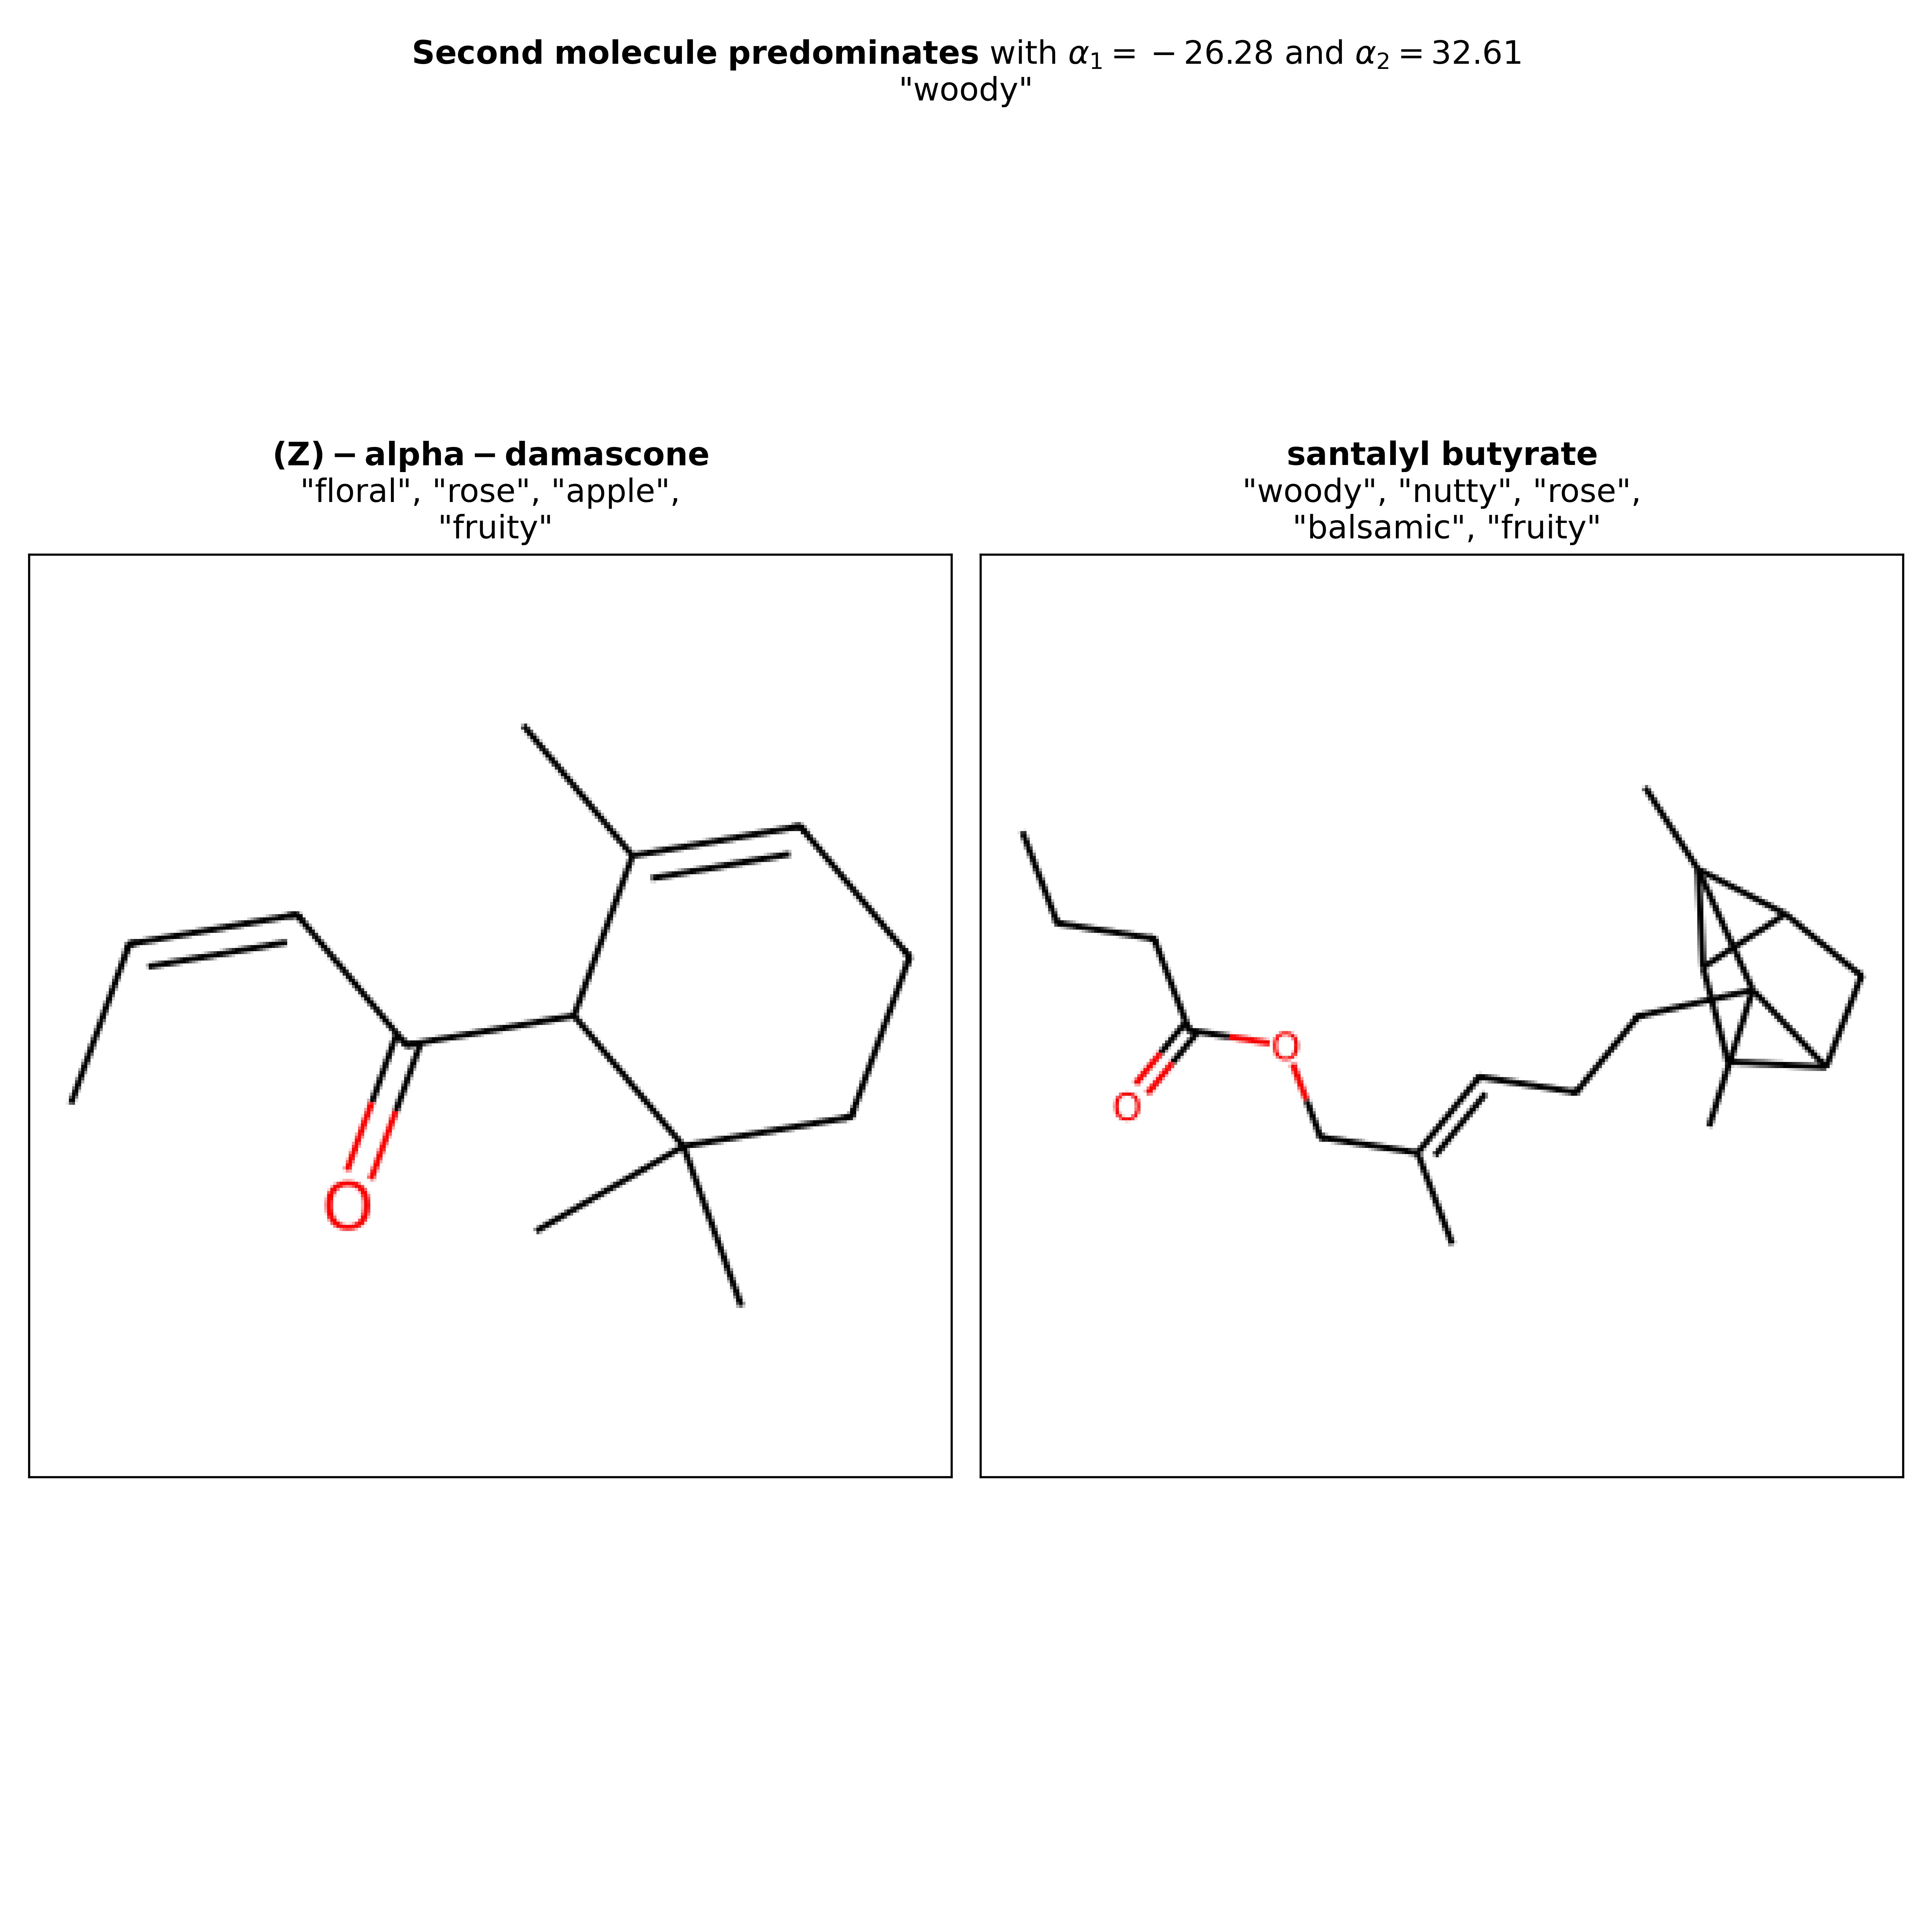 Second molecule predominates with α₁ = −26.28 and α₂ = 32.61
"woody"
(Z)−alpha−damascone
"floral", "rose", "apple",
"fruity"
santalyl butyrate
"woody", "nutty", "rose",
"balsamic", "fruity"
O
O
O